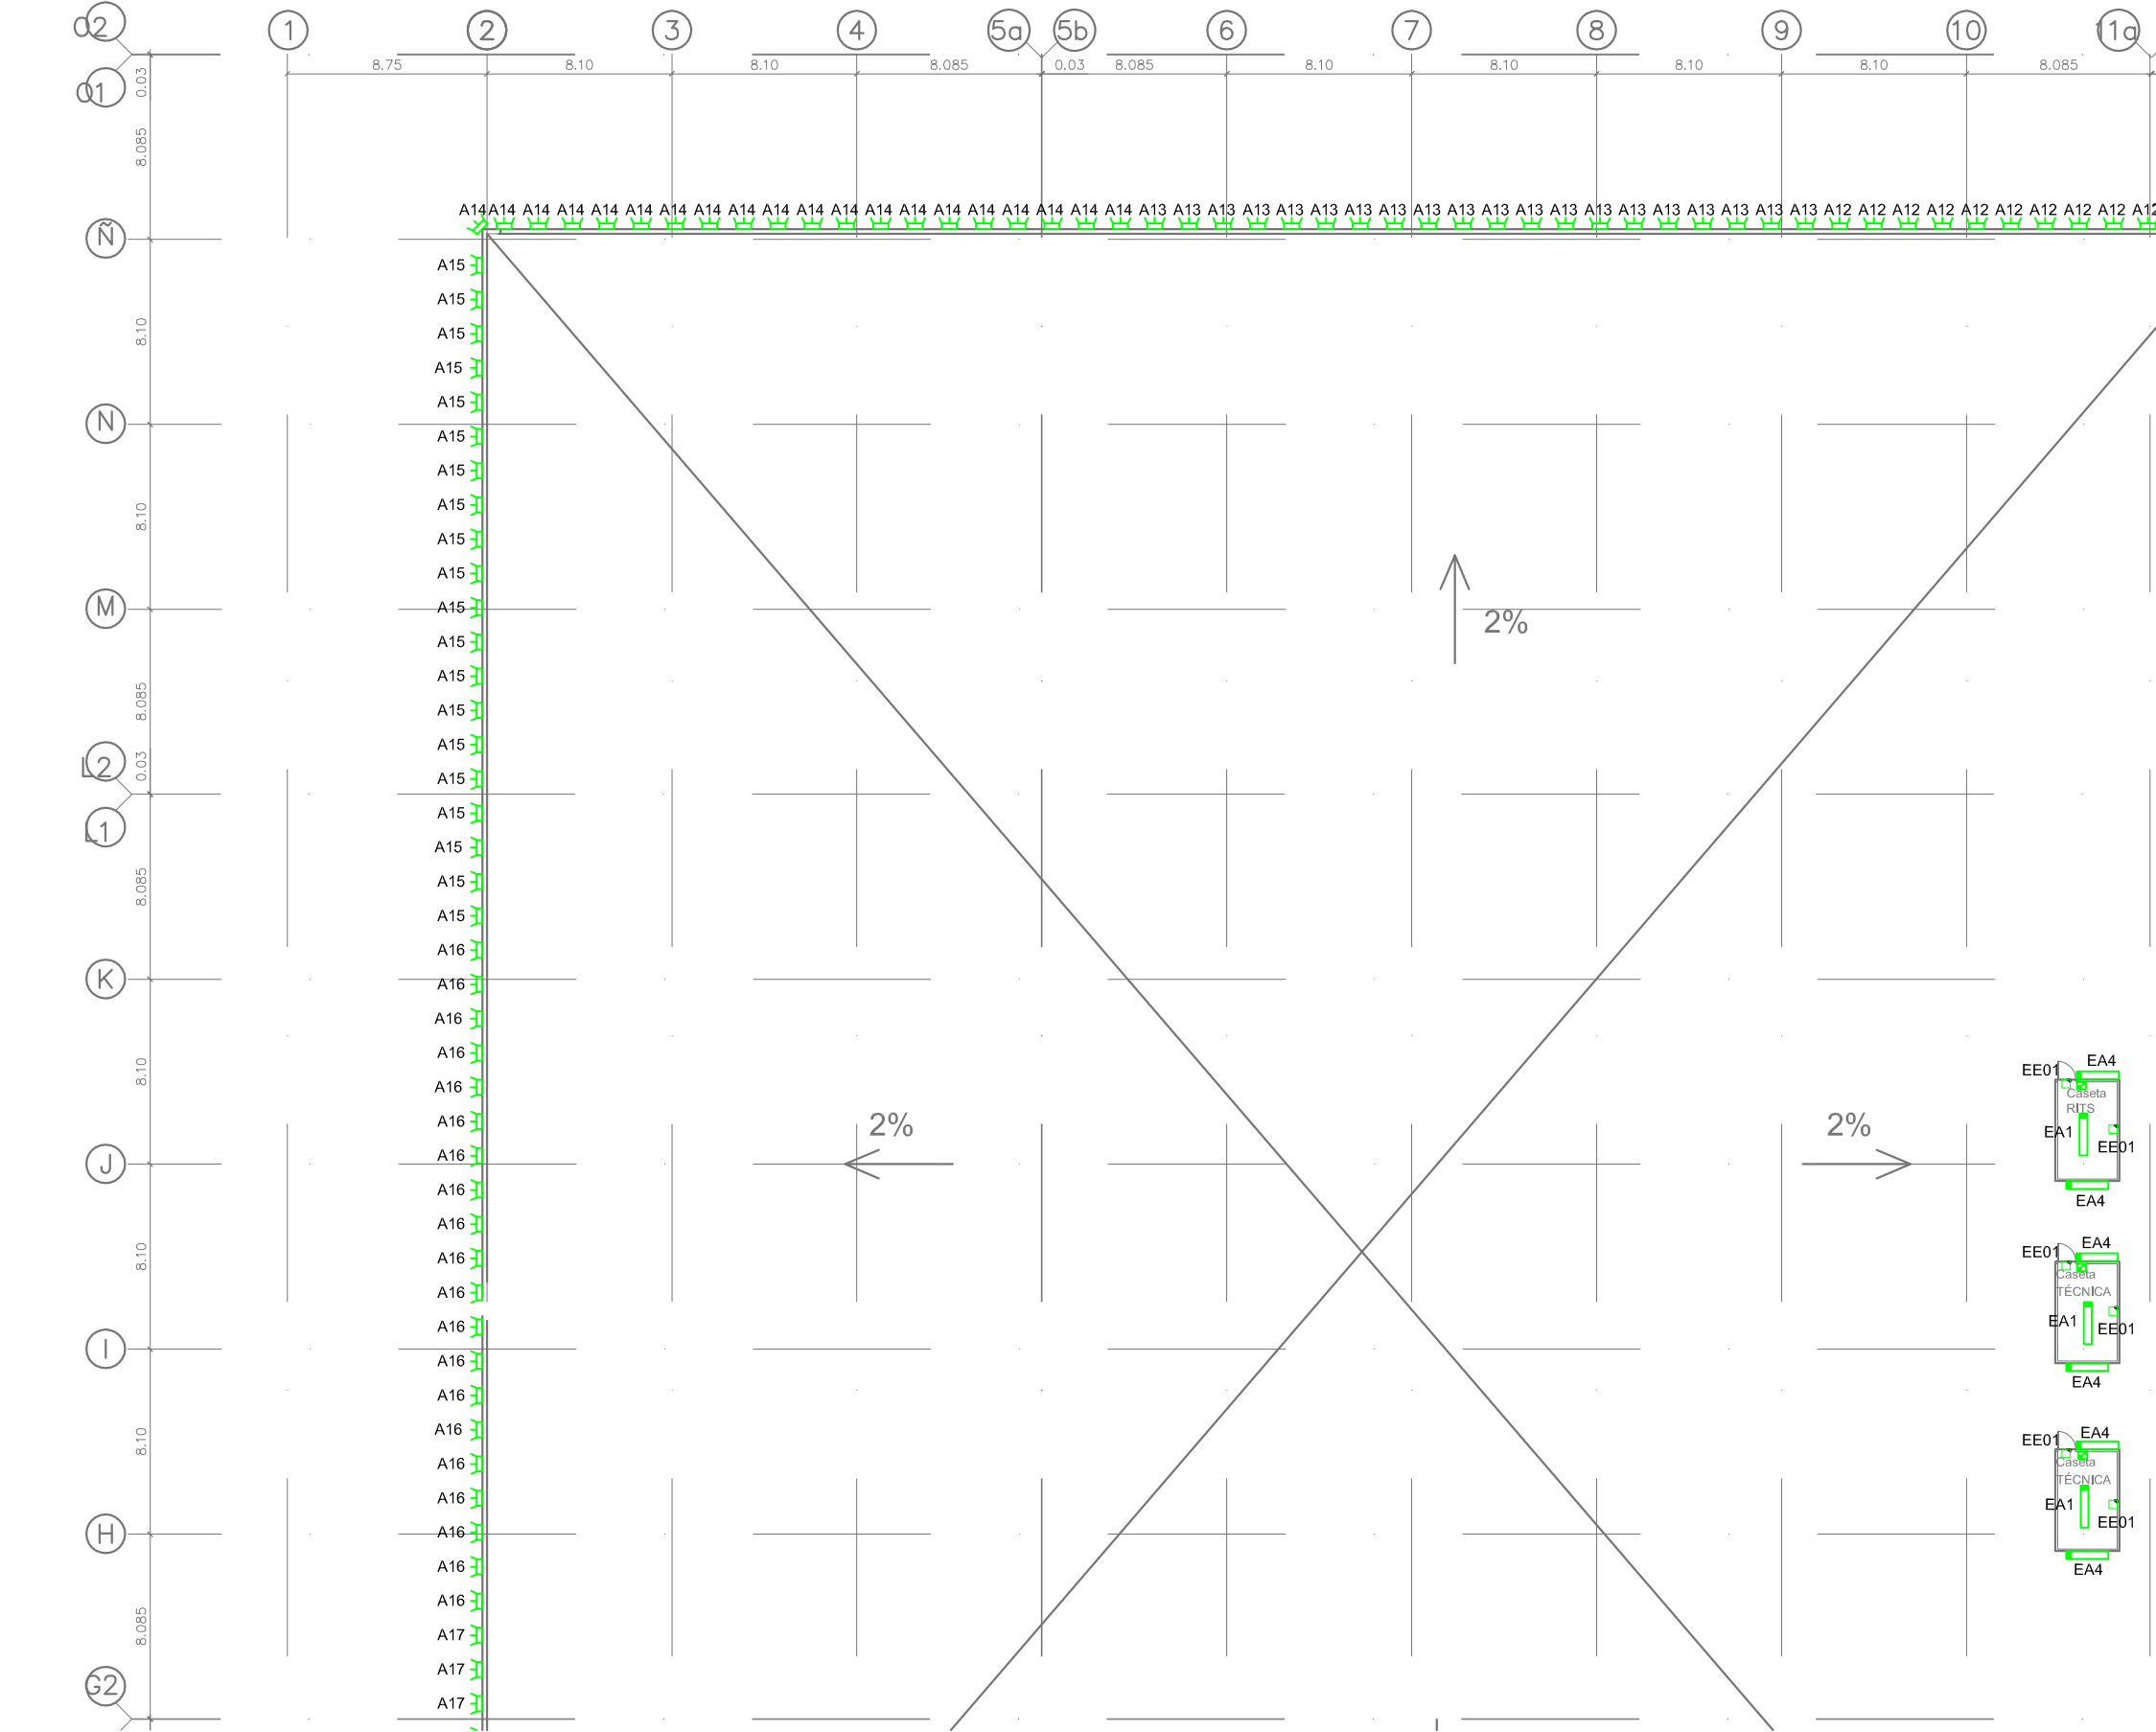 O2 1 2 3 4 5a 5b 6 7 8 9 10 11a
8.75 8.10 8.10 8.085 0.03 8.085 8.10 8.10 8.10 8.10 8.085
O1 0.03
8.085
A14 A14 A14 A14 A14 A14 A14 A14 A14 A14 A14 A14 A14 A14 A14 A14 A14 A14 A14 A14 A13 A13 A13 A13 A13 A13 A13 A13 A13 A13 A13 A13 A13 A13 A13 A13 A13 A13 A13 A13 A12 A12 A12 A12 A12 A12 A12 A12 A12 A12
Ñ
A15
A15
8.10 A15
A15
A15
N
A15
A15
A15
8.10
A15
A15
M A15
2%
A15
A15
8.085 A15
A15
L2 0.03
A15
A15
L1
A15
8.085 A15
A15
A16
K A16
A16
A16
EA4
8.10 EE01
A16
Caseta
RITS
A16 2% 2%
EA1
EE01
J A16
A16
EA4
A16
EA4
8.10 A16 EE01
Caseta
A16 TÉCNICA
A16 EA1
EE01
I
A16
EA4
A16
A16
EA4
8.10 EE01
A16 Caseta
TÉCNICA
A16 EA1
EE01
H A16
A16
EA4
A16
8.085 A17
A17
G2
A17